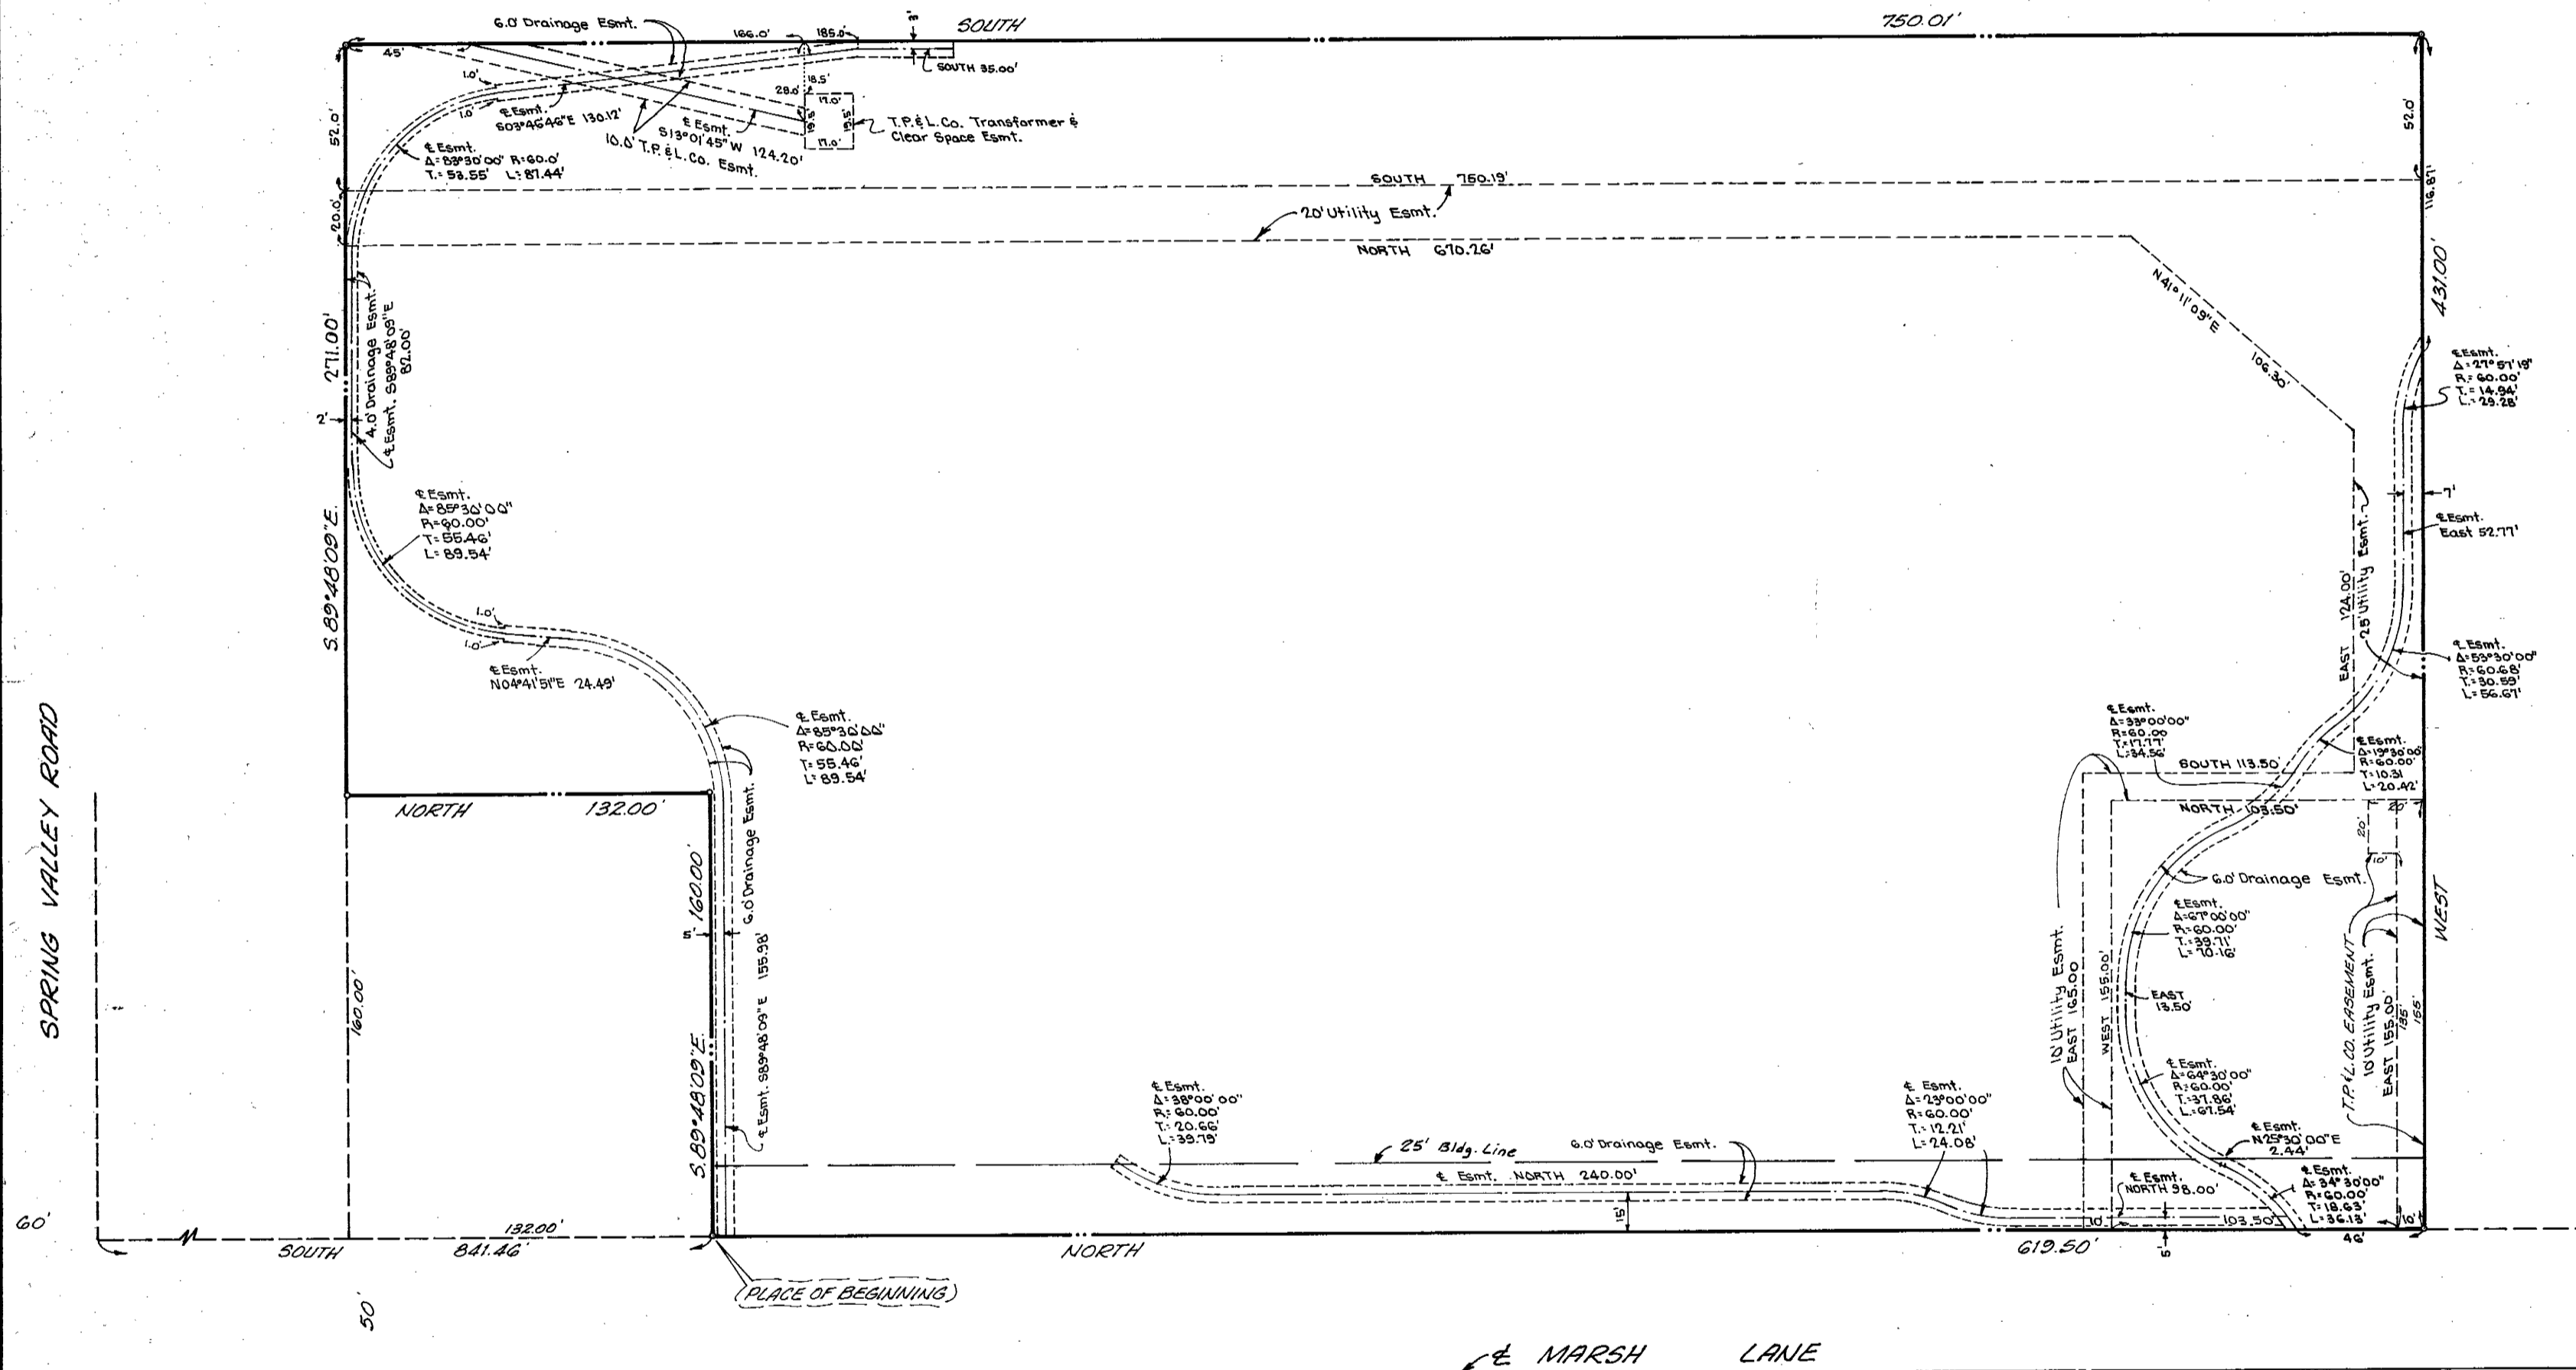 6.0' Drainage Esmt.
3'
SOUTH
750.01'
45'
166.0'
185.0'
SOUTH 35.00'
1.0'
1.0'
18.5'
28.0'
17.0'
19.5'
19.5'
17.0'
T.P.&L.Co. Transformer &
Clear Space Esmt.
℄ Esmt.
S03°46'46"E 130.12'
℄ Esmt.
S13°01'45"W 124.20'
10.0' T.P.&L.Co. Esmt.
52.0'
℄ Esmt.
Δ=83°30'00" R=60.0'
T.=53.55' L=87.44'
20.0'
SOUTH 750.19'
20' Utility Esmt.
NORTH 670.26'
52.0'
116.87'
431.00'
N41°11'09"E
106.30'
271.00'
S.89°48'09"E.
4.0' Drainage Esmt.
℄ Esmt. S89°48'09"E
82.00'
2'
℄ Esmt.
Δ=27°57'19"
R=60.00'
T.=14.94'
L.=29.28'
7'
℄ Esmt.
East 52.77'
℄ Esmt.
Δ=85°30'00"
R=60.00'
T=55.46'
L=89.54'
1.0'
1.0'
℄ Esmt.
N04°41'51"E 24.49'
EAST 124.00'
25' Utility Esmt.
℄ Esmt.
Δ=53°30'00"
R=60.68'
T.=30.59'
L=56.67'
℄ Esmt.
Δ=85°30'00"
R=60.00'
T=55.46'
L=89.54'
℄ Esmt.
Δ=33°00'00"
R=60.00
T=17.77'
L=34.56'
℄ Esmt.
Δ=19°30'00"
R=60.00'
T=10.31
L=20.42'
SOUTH 113.50'
NORTH 103.50'
20'
20'
10'
SPRING VALLEY ROAD
NORTH 132.00'
160.00'
S.89°48'09"E.
5'
6.0' Drainage Esmt.
℄ Esmt. S89°48'09"E 155.98'
160.00'
6.0' Drainage Esmt.
℄ Esmt.
Δ=67°00'00"
R=60.00'
T.=39.71'
L=70.16'
EAST
13.50'
10' Utility Esmt.
EAST 165.00
WEST 155.00'
T.P.&L.CO. EASEMENT
10' Utility Esmt.
EAST 155.00'
135'
155'
WEST
℄ Esmt.
Δ=64°30'00"
R=60.00'
T.=37.86'
L.=67.54'
℄ Esmt.
N25°30'00"E
2.44'
℄ Esmt.
Δ=38°00'00"
R=60.00'
T.=20.66'
L=39.79'
25' Bldg. Line
6.0' Drainage Esmt.
℄ Esmt. NORTH 240.00'
15'
℄ Esmt.
Δ=23°00'00"
R=60.00'
T.=12.21'
L=24.08'
℄ Esmt.
NORTH 98.00'
℄ Esmt.
Δ=34°30'00"
R=60.00'
T=18.63'
L=36.13'
10'
103.50'
10'
46'
5'
60'
SOUTH
841.46'
132.00'
NORTH
619.50'
(PLACE OF BEGINNING)
50'
℄ MARSH LANE